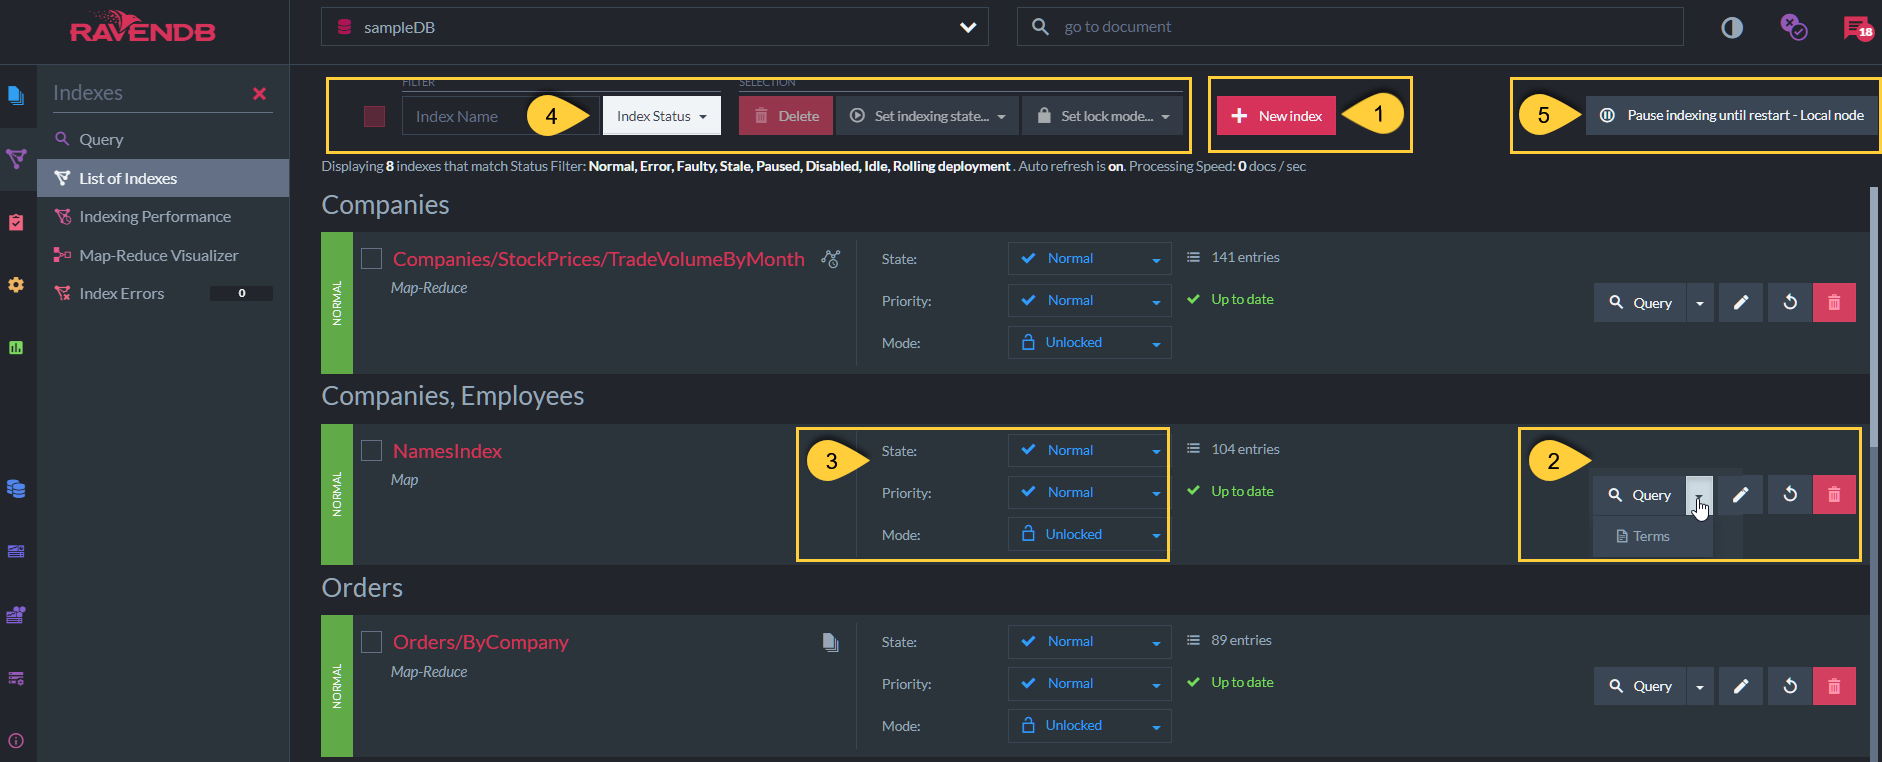 RAVENDB
sampleDB
go to document
18
Indexes
Query
List of Indexes
Indexing Performance
Map-Reduce Visualizer
Index Errors 0
FILTER
SELECTION
Index Name
4
Index Status
Delete
Set indexing state...
Set lock mode...
New index
1
5
Pause indexing until restart - Local node
Displaying 8 indexes that match Status Filter: Normal, Error, Faulty, Stale, Paused, Disabled, Idle, Rolling deployment . Auto refresh is on. Processing Speed: 0 docs / sec
Companies
NORMAL
Companies/StockPrices/TradeVolumeByMonth
Map-Reduce
State: Normal
Priority: Normal
Mode: Unlocked
141 entries
Up to date
Query
Companies, Employees
NORMAL
NamesIndex
Map
3
State: Normal
Priority: Normal
Mode: Unlocked
104 entries
Up to date
2
Query
Terms
Orders
NORMAL
Orders/ByCompany
Map-Reduce
State: Normal
Priority: Normal
Mode: Unlocked
89 entries
Up to date
Query